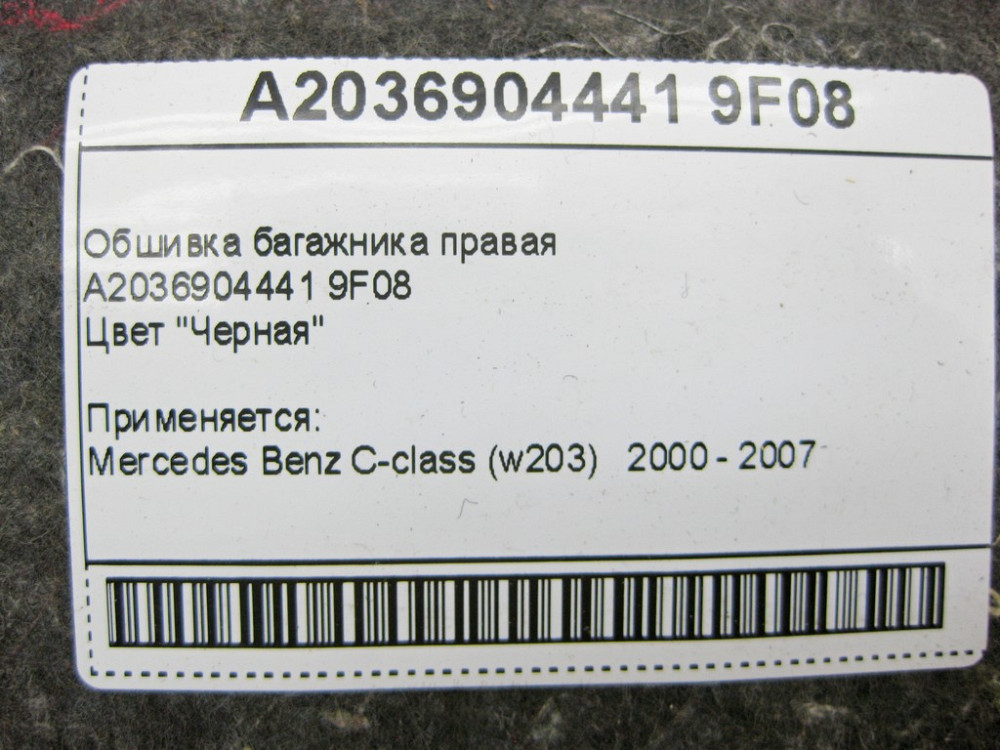 A2036904441 9F08
Обшивка багажника правая
A2036904441 9F08
Цвет "Черная"
Применяется:
Mercedes Benz C-class (w203) 2000 - 2007